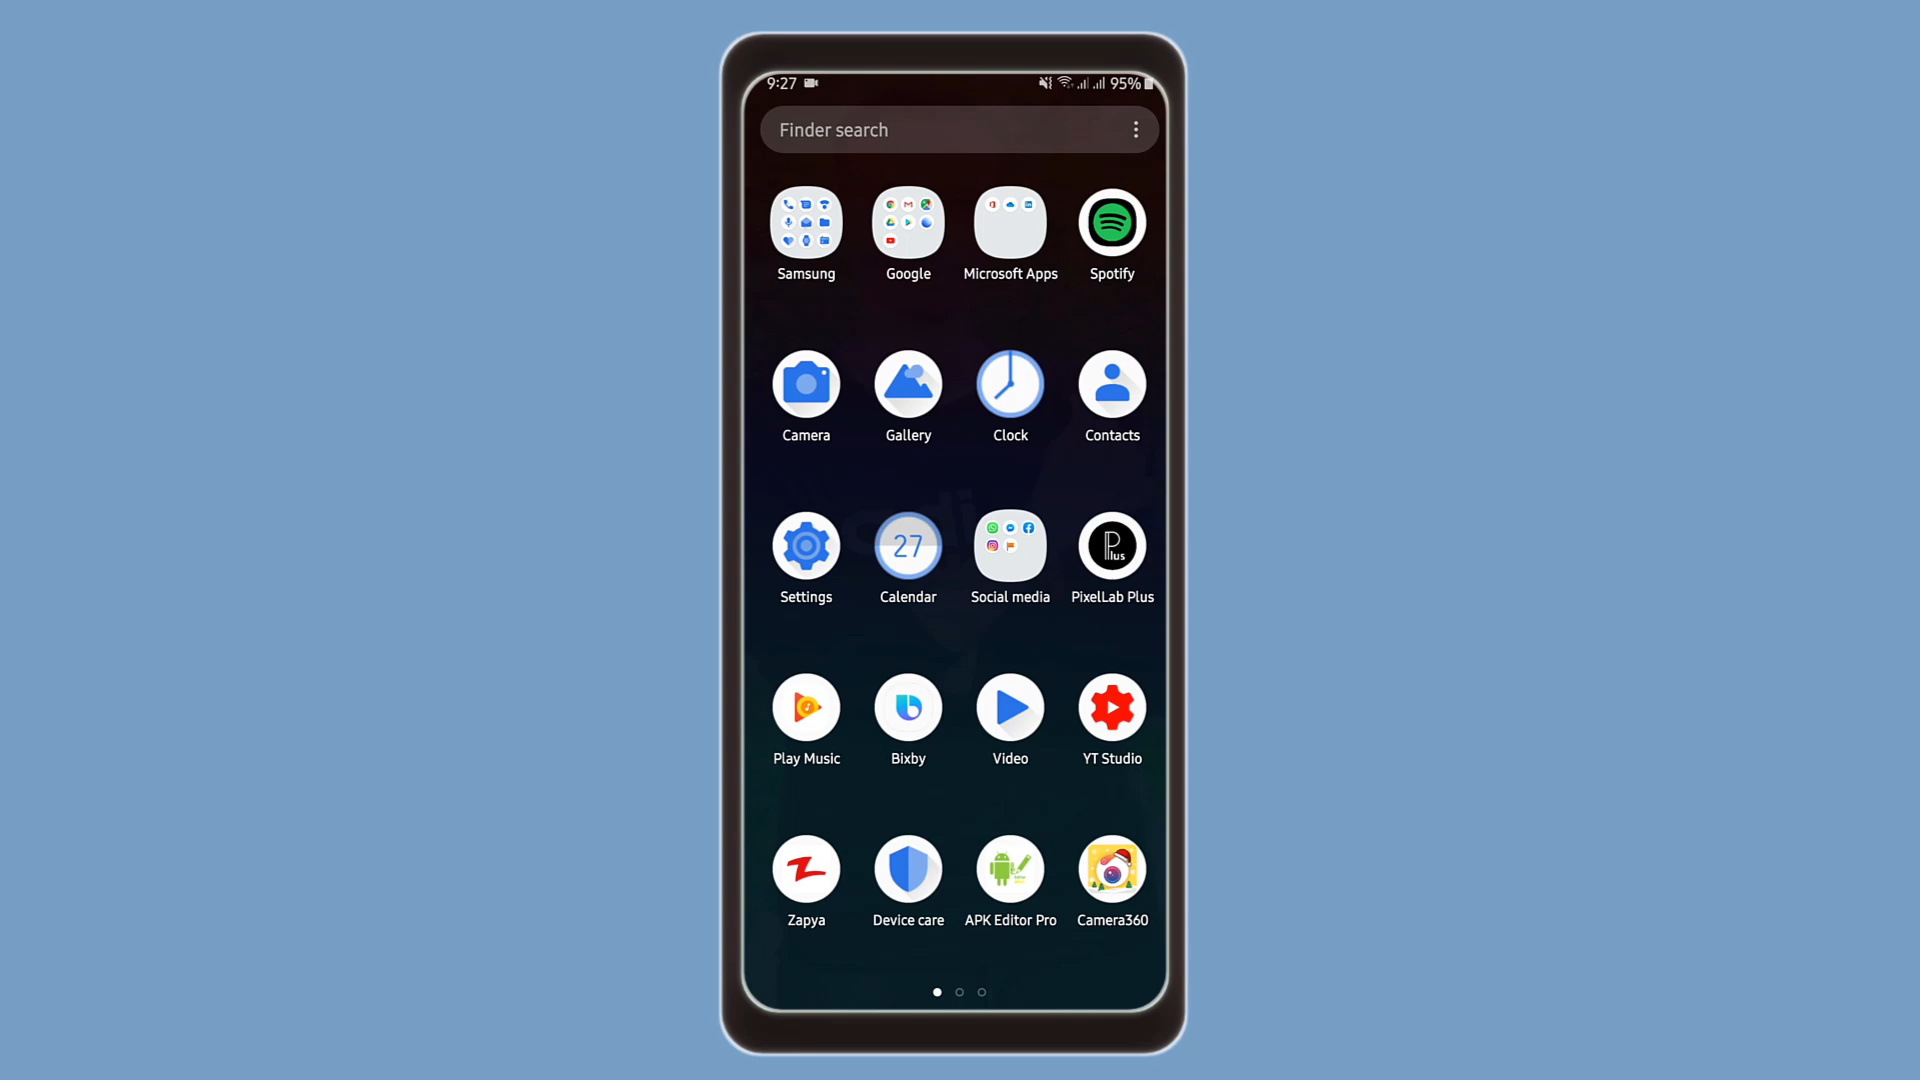 9:27 95%
Finder search
Samsung Google Microsoft Apps Spotify
Camera Gallery Clock Contacts
27
Plus
Settings Calendar Social media PixelLab Plus
Play Music Bixby Video YT Studio
Zapya Device care APK Editor Pro Camera360